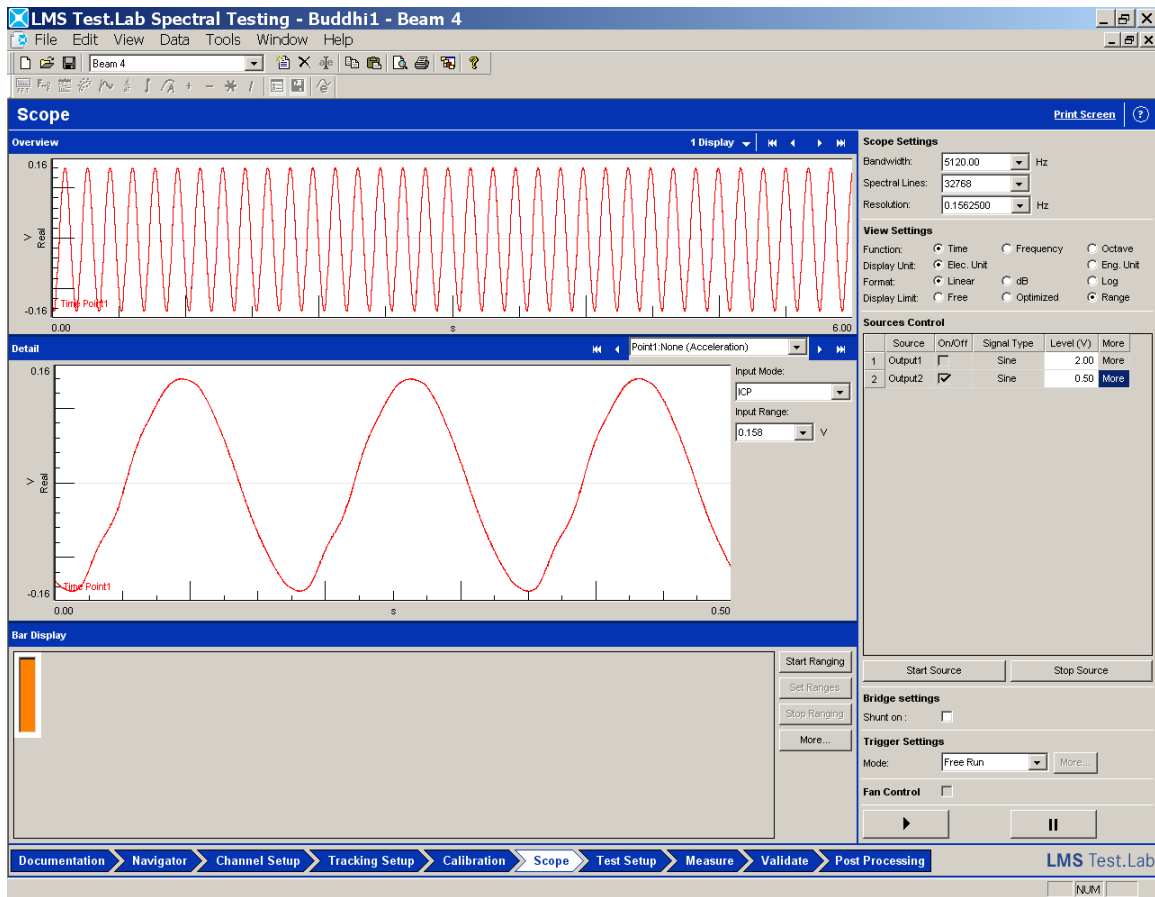 LMS Test.Lab Spectral Testing - Buddhi1 - Beam 4
File Edit View Data Tools Window Help
Beam 4
Scope
Print Screen
Overview
1 Display
0.16
V
Real
-0.16
Time Point1
0.00
s
6.00
Detail
Point1:None (Acceleration)
0.16
V
Real
-0.16
Time Point1
0.00
s
0.50
Input Mode:
ICP
Input Range:
0.158 V
Bar Display
Start Ranging
Set Ranges
Stop Ranging
More...
Scope Settings
Bandwidth: 5120.00 Hz
Spectral Lines: 32768
Resolution: 0.1562500 Hz
View Settings
Function: Time Frequency Octave
Display Unit: Elec. Unit Eng. Unit
Format: Linear dB Log
Display Limit: Free Optimized Range
Sources Control
Source On/Off Signal Type Level (V) More
1 Output1 Sine 2.00 More
2 Output2 Sine 0.50 More
Start Source Stop Source
Bridge settings
Shunt on :
Trigger Settings
Mode: Free Run More...
Fan Control
Documentation Navigator Channel Setup Tracking Setup Calibration Scope Test Setup Measure Validate Post Processing
LMS Test.Lab
NUM